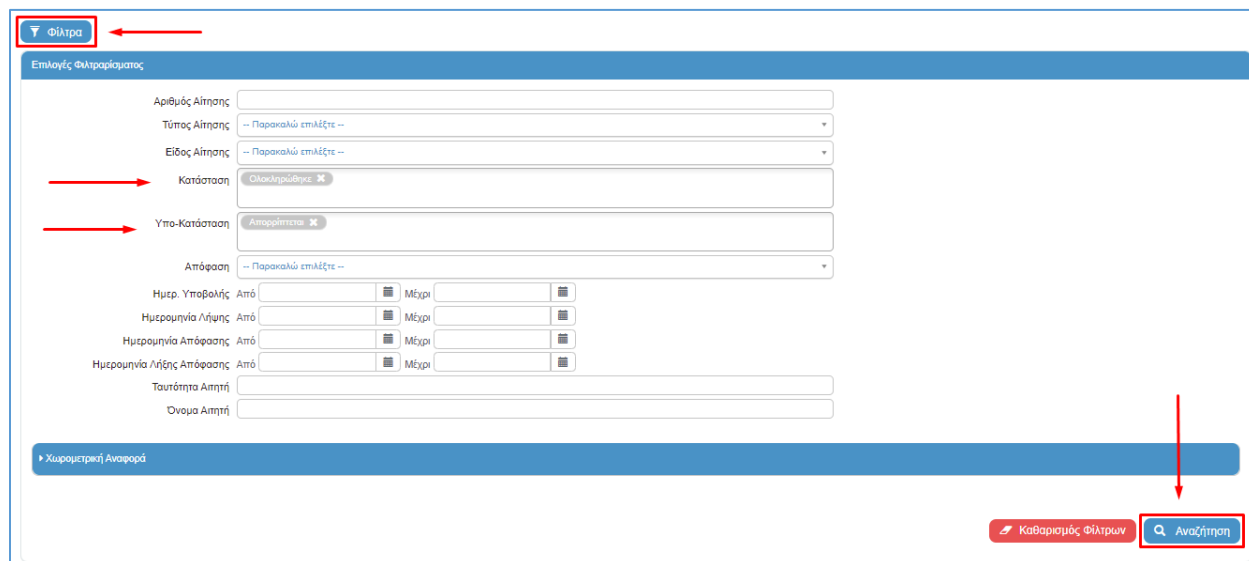 Φίλτρα
Επιλογές Φιλτραρίσματος
Αριθμός Αίτησης
Τύπος Αίτησης -- Παρακαλώ επιλέξτε --
Είδος Αίτησης -- Παρακαλώ επιλέξτε --
Κατάσταση Ολοκληρώθηκε ✖
Υπο-Κατάσταση Απορρίπτεται ✖
Απόφαση -- Παρακαλώ επιλέξτε --
Ημερ. Υποβολής Από Μέχρι
Ημερομηνία Λήψης Από Μέχρι
Ημερομηνία Απόφασης Από Μέχρι
Ημερομηνία Λήξης Απόφασης Από Μέχρι
Ταυτότητα Αιτητή
Όνομα Αιτητή
Χωρομετρική Αναφορά
Καθαρισμός Φίλτρων Αναζήτηση